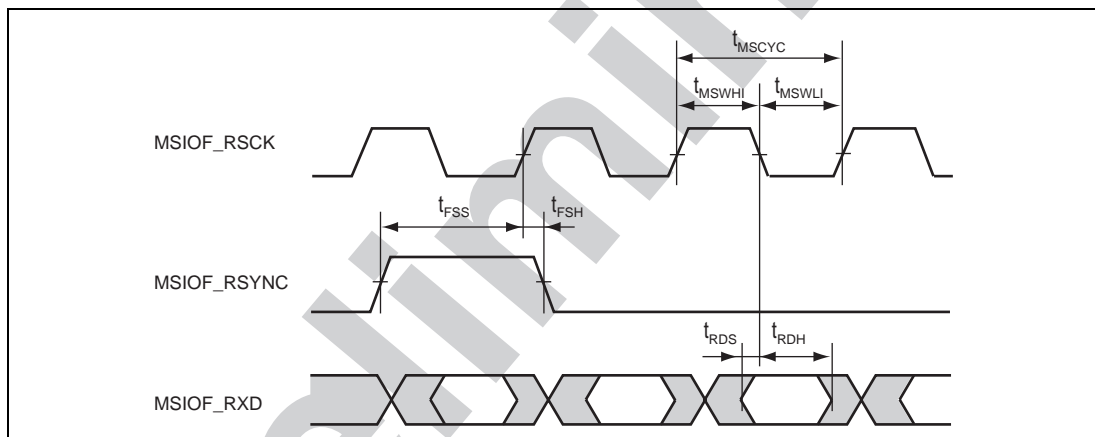 tMSCYC
tMSWHI tMSWLI
MSIOF_RSCK
tFSS tFSH
MSIOF_RSYNC
tRDS tRDH
MSIOF_RXD